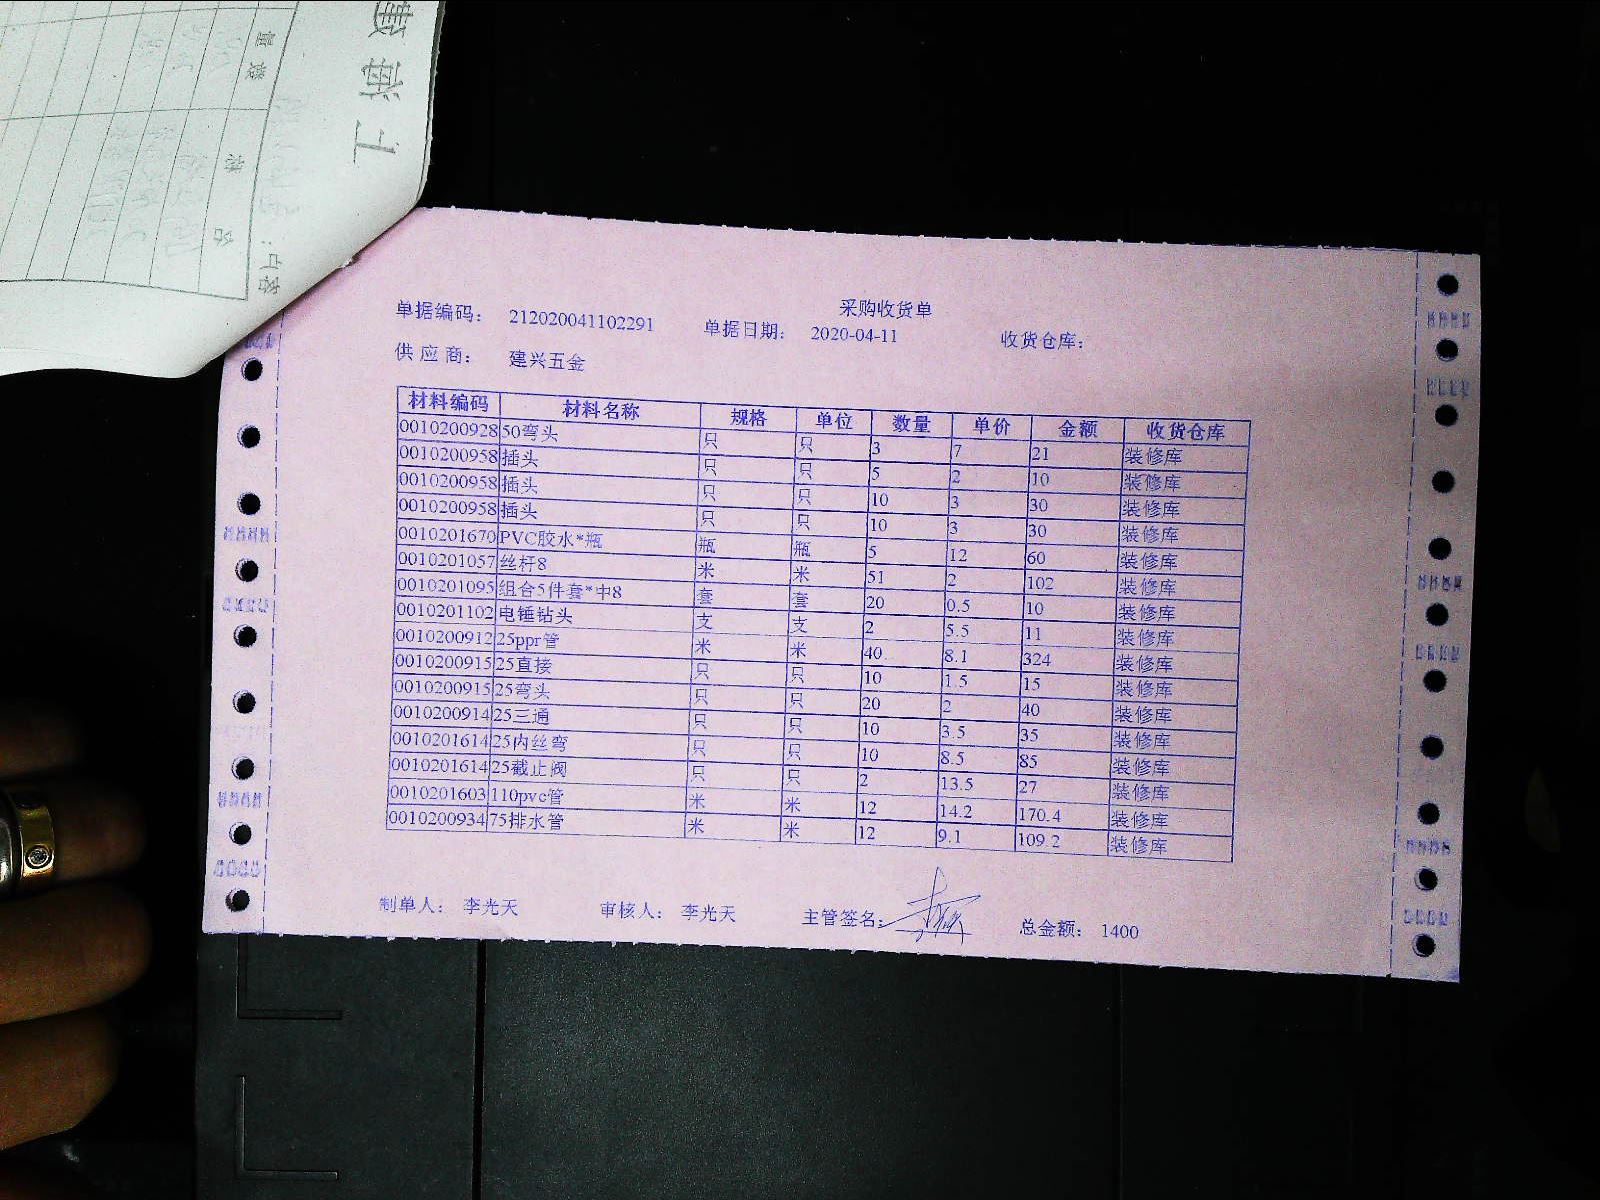 采购收货单
单据编码： 212020041102291 单据日期： 2020-04-11 收货仓库：
供 应 商： 建兴五金
材料编码 材料名称 规格 单位 数量 单价 金额 收货仓库
0010200928 50弯头 只 只 3 7 21 装修库
0010200958 插头 只 只 5 2 10 装修库
0010200958 插头 只 只 10 3 30 装修库
0010200958 插头 只 只 10 3 30 装修库
0010201670 PVC胶水*瓶 瓶 瓶 5 12 60 装修库
0010201057 丝杆8 米 米 51 2 102 装修库
0010201095 组合5件套*中8 套 套 20 0.5 10 装修库
0010201102 电锤钻头 支 支 2 5.5 11 装修库
0010200912 25ppr管 米 米 40 8.1 324 装修库
0010200915 25直接 只 只 10 1.5 15 装修库
0010200915 25弯头 只 只 20 2 40 装修库
0010200914 25三通 只 只 10 3.5 35 装修库
0010201614 25内丝弯 只 只 10 8.5 85 装修库
0010201614 25截止阀 只 只 2 13.5 27 装修库
0010201603 110pvc管 米 米 12 14.2 170.4 装修库
0010200934 75排水管 米 米 12 9.1 109.2 装修库
制单人： 李光天 审核人： 李光天 主管签名： 总金额： 1400